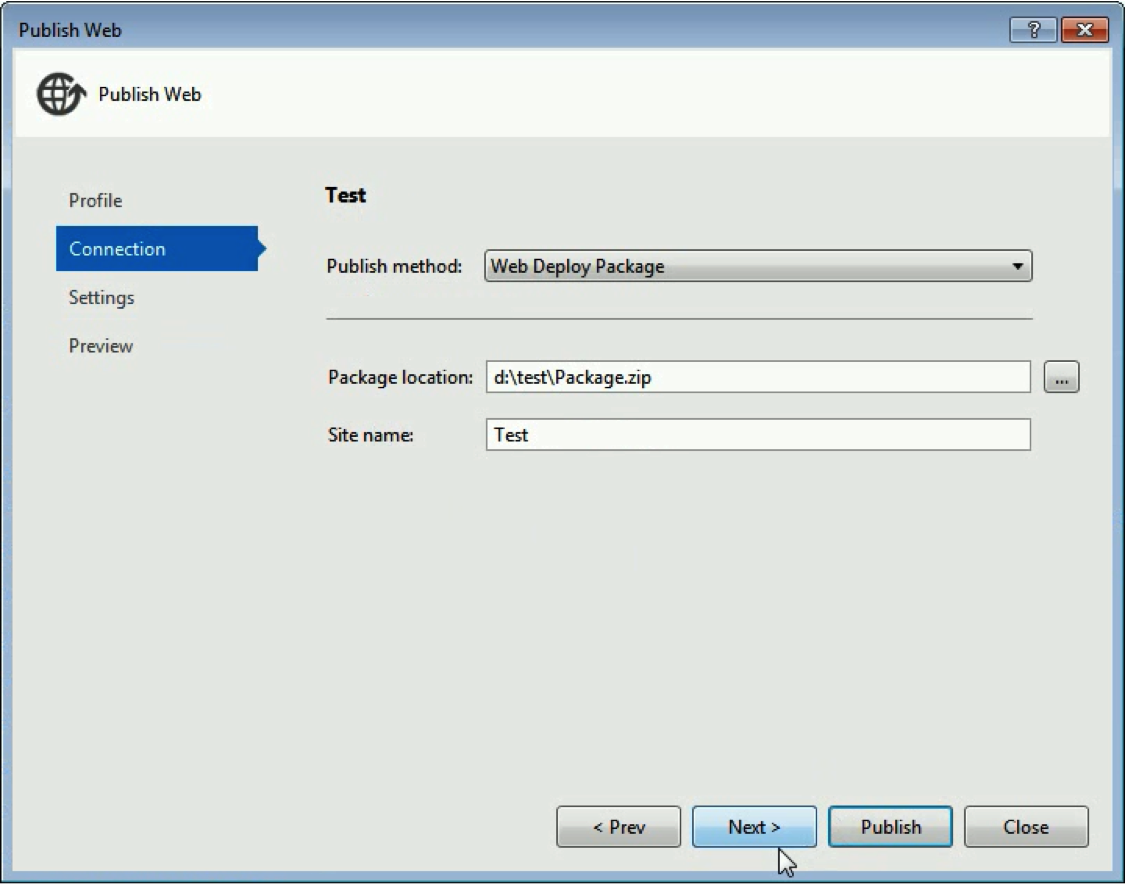 Publish Web
?
Publish Web
Profile
Connection
Settings
Preview
Test
Publish method: Web Deploy Package
Package location: d:\test\Package.zip ...
Site name: Test
< Prev Next > Publish Close